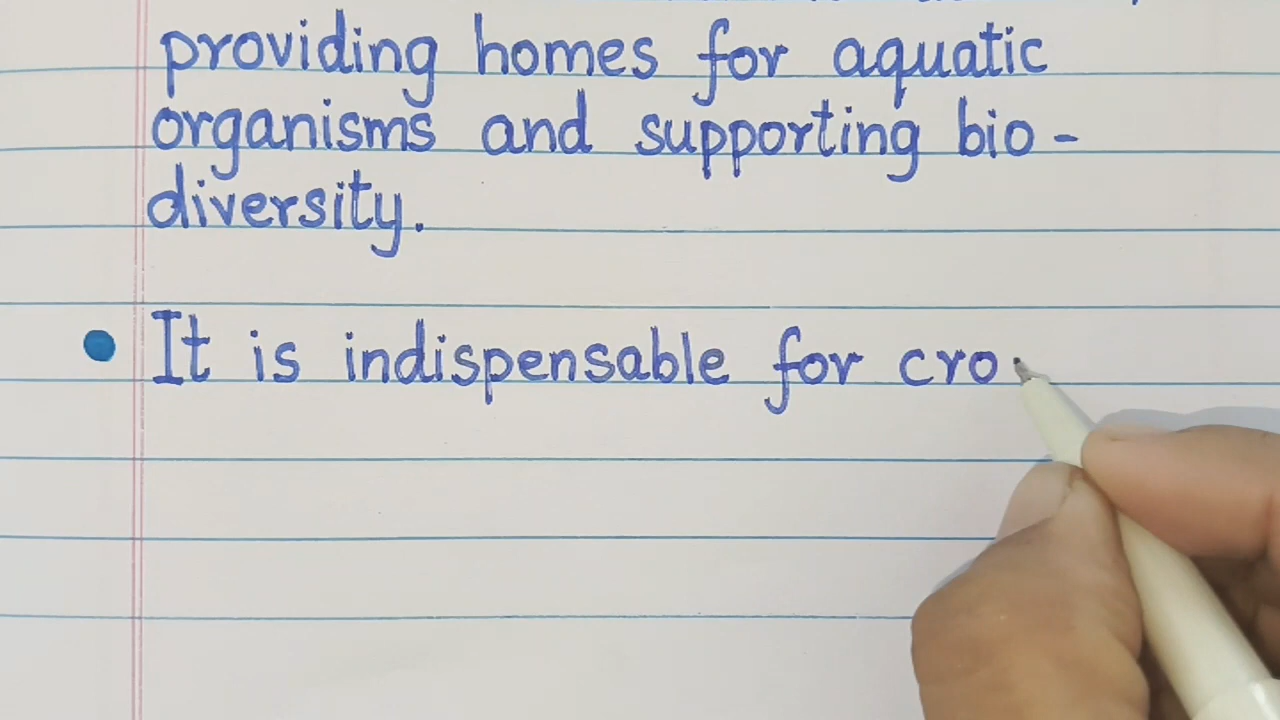 providing homes for aquatic
organisms and supporting bio-
diversity.
It is indispensable for cro